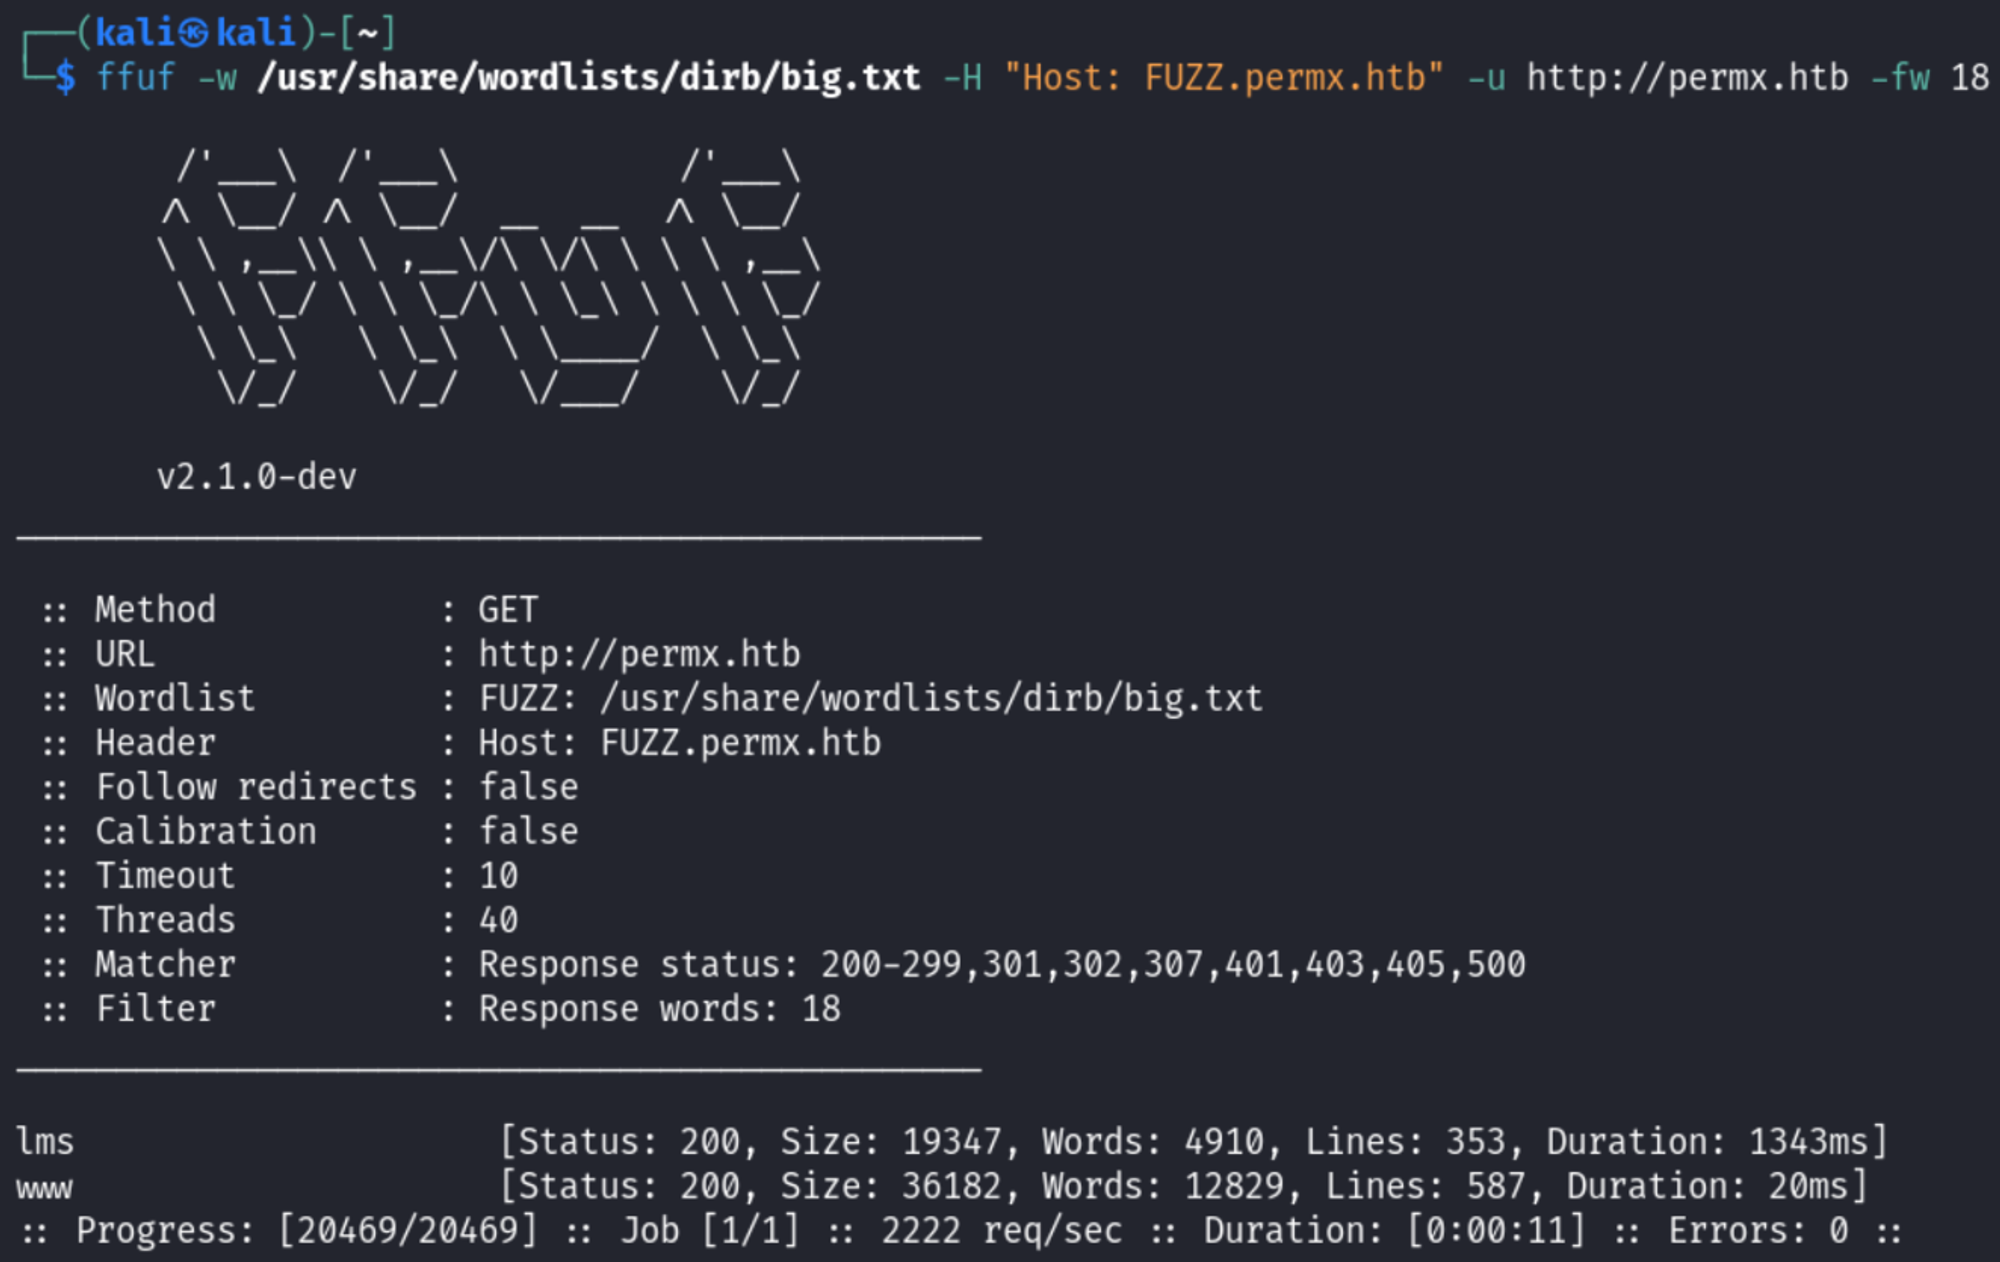 ┌──(kali㉿kali)-[~]
└─$ ffuf -w /usr/share/wordlists/dirb/big.txt -H "Host: FUZZ.permx.htb" -u http://permx.htb -fw 18
        /'___\  /'___\           /'___\
       /\ \__/ /\ \__/  __  __  /\ \__/
       \ \ ,__\\ \ ,__\/\ \/\ \ \ \ ,__\
        \ \ \_/ \ \ \_/\ \ \_\ \ \ \ \_/
         \ \_\   \ \_\  \ \____/  \ \_\
          \/_/    \/_/   \/___/    \/_/
v2.1.0-dev
________________________________________________
:: Method : GET
:: URL : http://permx.htb
:: Wordlist : FUZZ: /usr/share/wordlists/dirb/big.txt
:: Header : Host: FUZZ.permx.htb
:: Follow redirects : false
:: Calibration : false
:: Timeout : 10
:: Threads : 40
:: Matcher : Response status: 200-299,301,302,307,401,403,405,500
:: Filter : Response words: 18
________________________________________________
lms [Status: 200, Size: 19347, Words: 4910, Lines: 353, Duration: 1343ms]
www [Status: 200, Size: 36182, Words: 12829, Lines: 587, Duration: 20ms]
:: Progress: [20469/20469] :: Job [1/1] :: 2222 req/sec :: Duration: [0:00:11] :: Errors: 0 ::